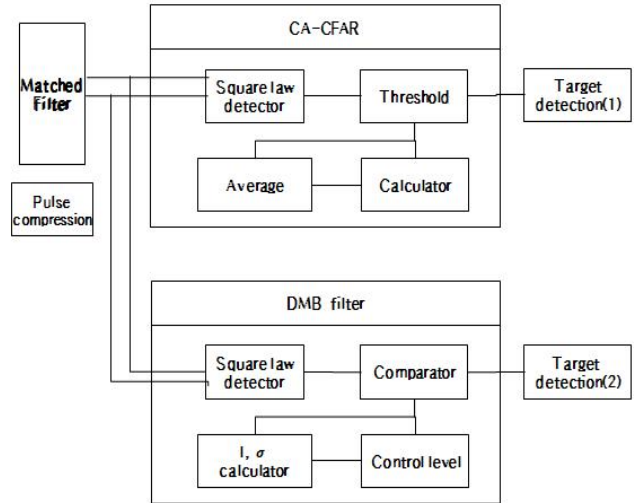 CA-CFAR
Matched
Filter
Square law
detector
Threshold
Target
detection(1)
Average
Calculator
Pulse
compression
DMB filter
Square law
detector
Comparator
Target
detection(2)
I, σ
calculator
Control level